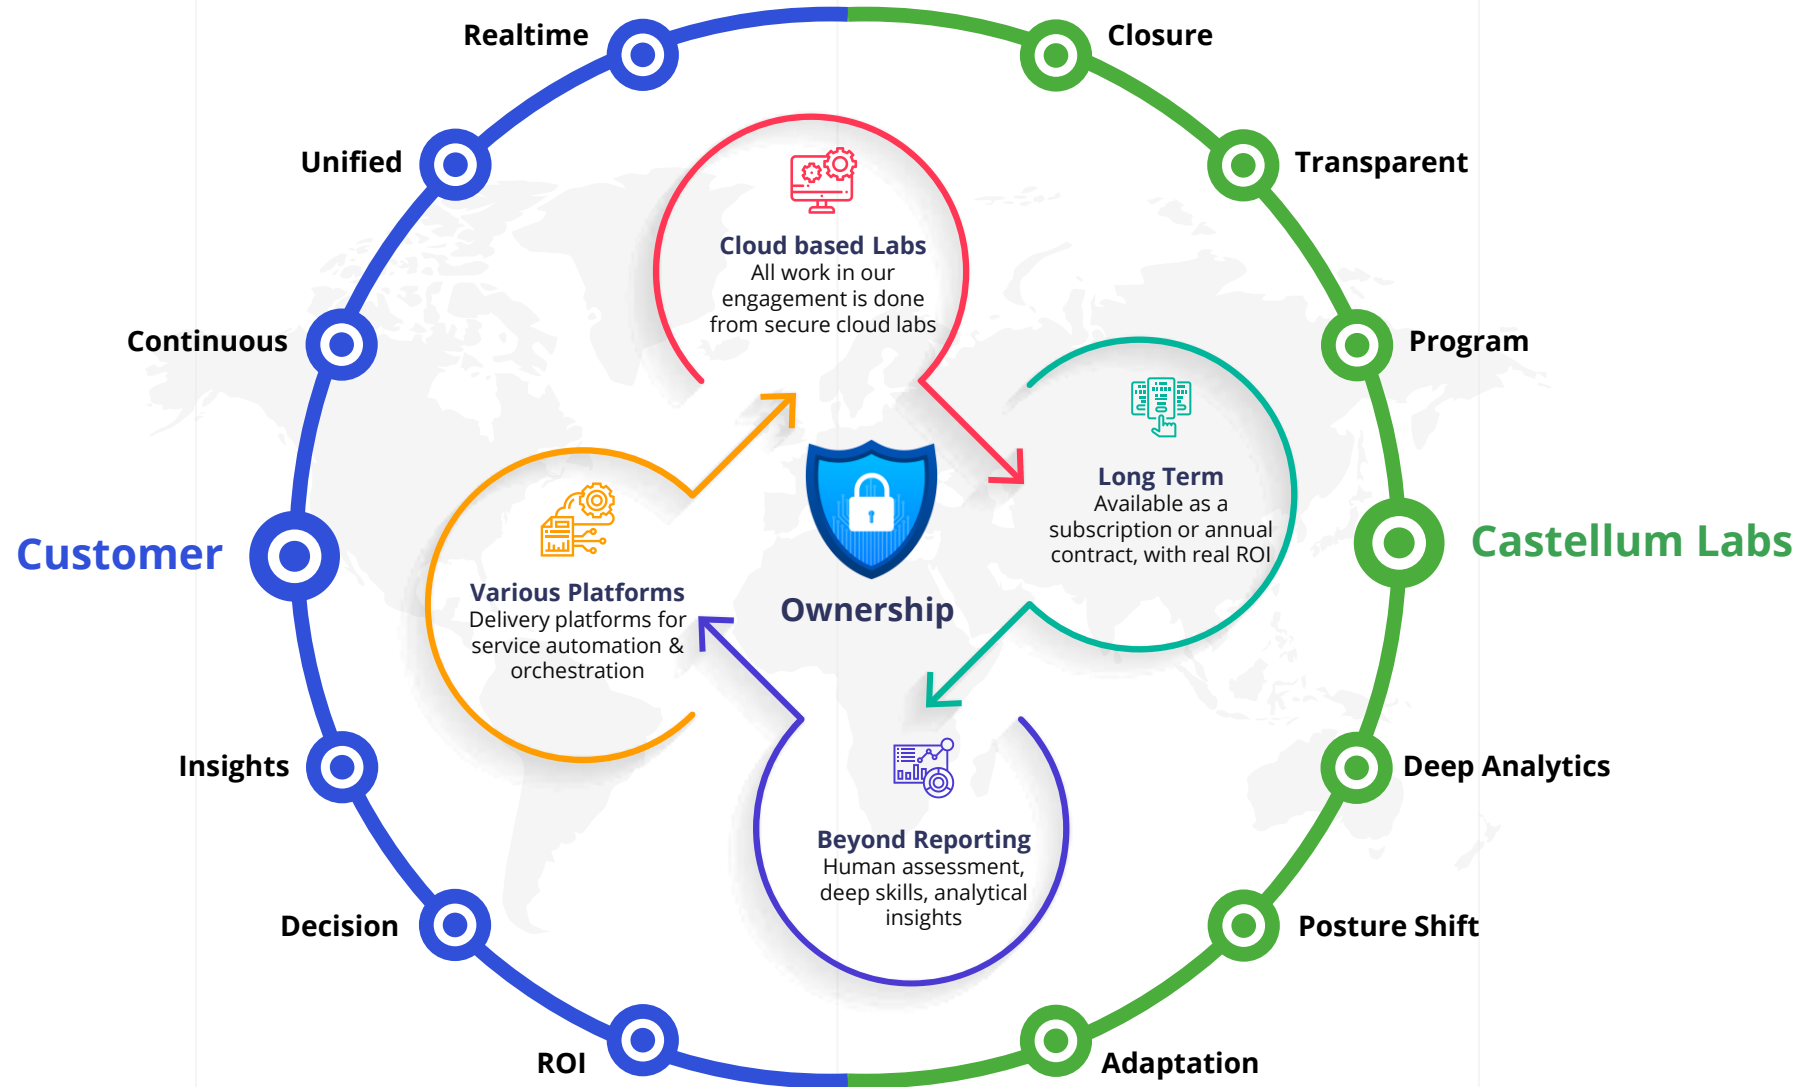 Realtime
Closure
Unified
Transparent
Cloud based Labs
All work in our
engagement is done
from secure cloud labs
Continuous
Program
Long Term
Available as a
subscription or annual
contract, with real ROI
Customer
Castellum Labs
Various Platforms
Delivery platforms for
service automation &
orchestration
Ownership
Insights
Deep Analytics
Beyond Reporting
Human assessment,
deep skills, analytical
insights
Decision
Posture Shift
ROI
Adaptation